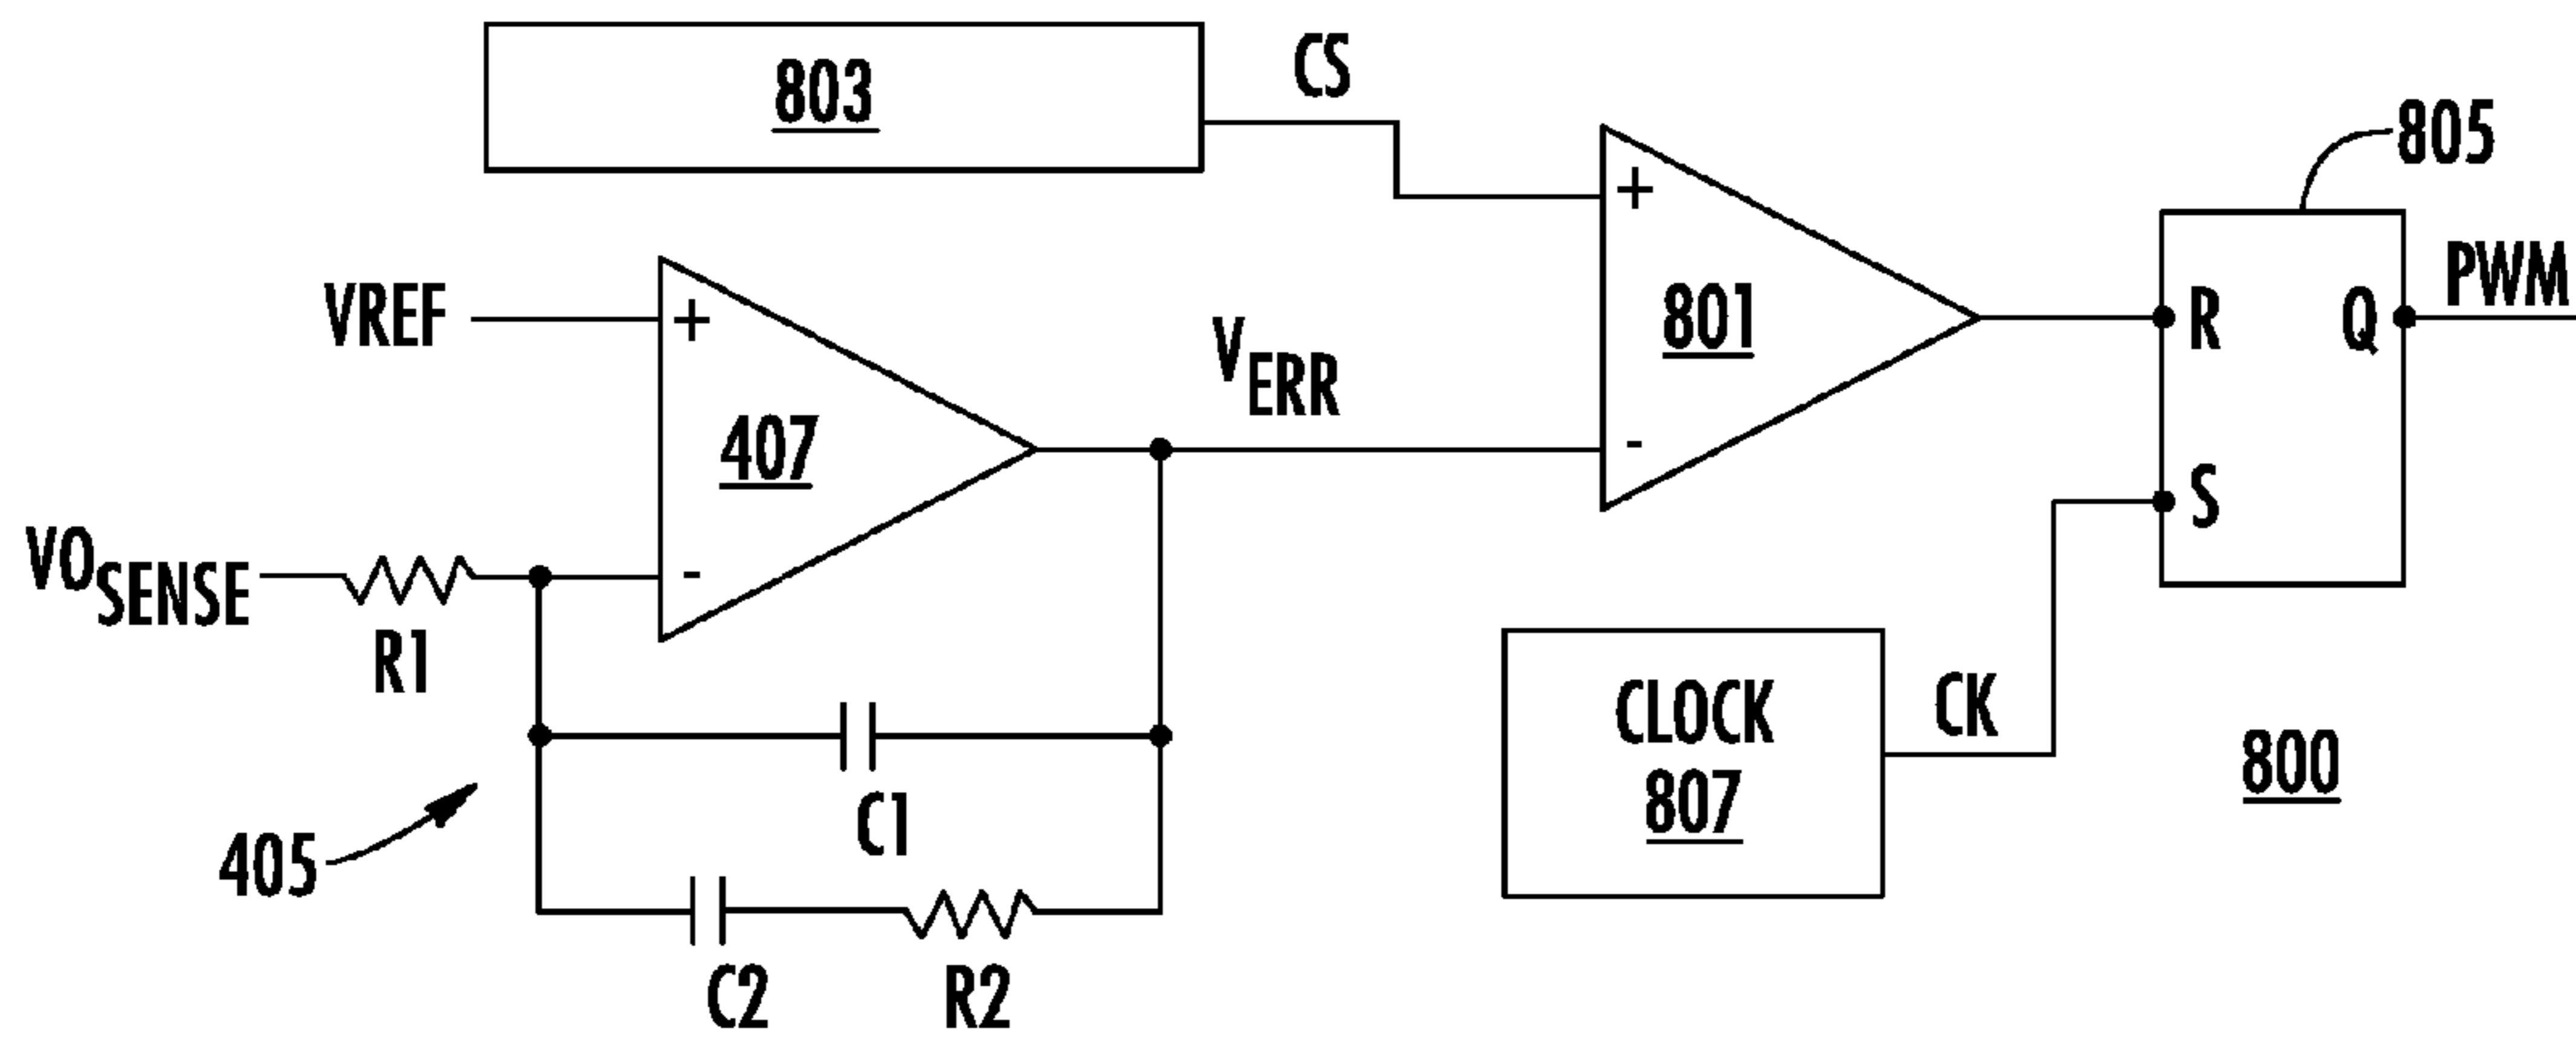 803
CS
805
VREF
+
-
407
VERR
+
-
801
R
Q
S
PWM
VOSENSE
R1
405
C1
C2
R2
CLOCK
807
CK
800